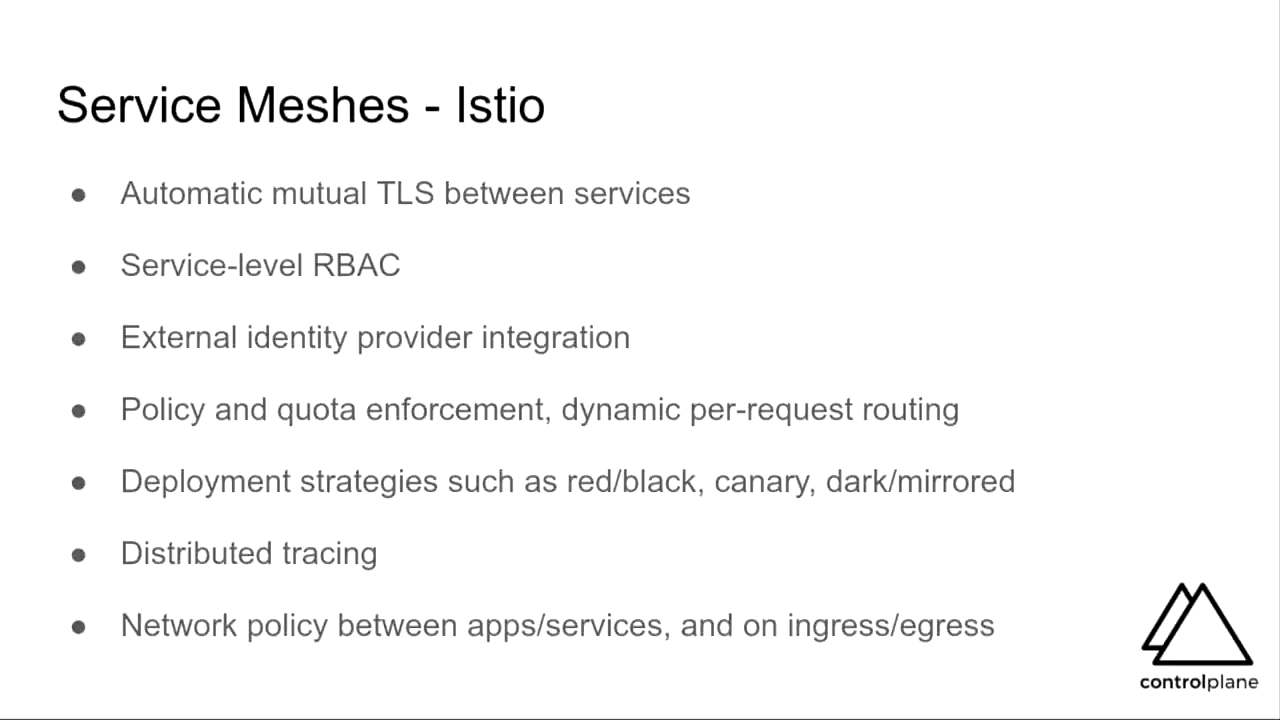 Service Meshes - Istio
● Automatic mutual TLS between services
● Service-level RBAC
● External identity provider integration
● Policy and quota enforcement, dynamic per-request routing
● Deployment strategies such as red/black, canary, dark/mirrored
● Distributed tracing
● Network policy between apps/services, and on ingress/egress
controlplane